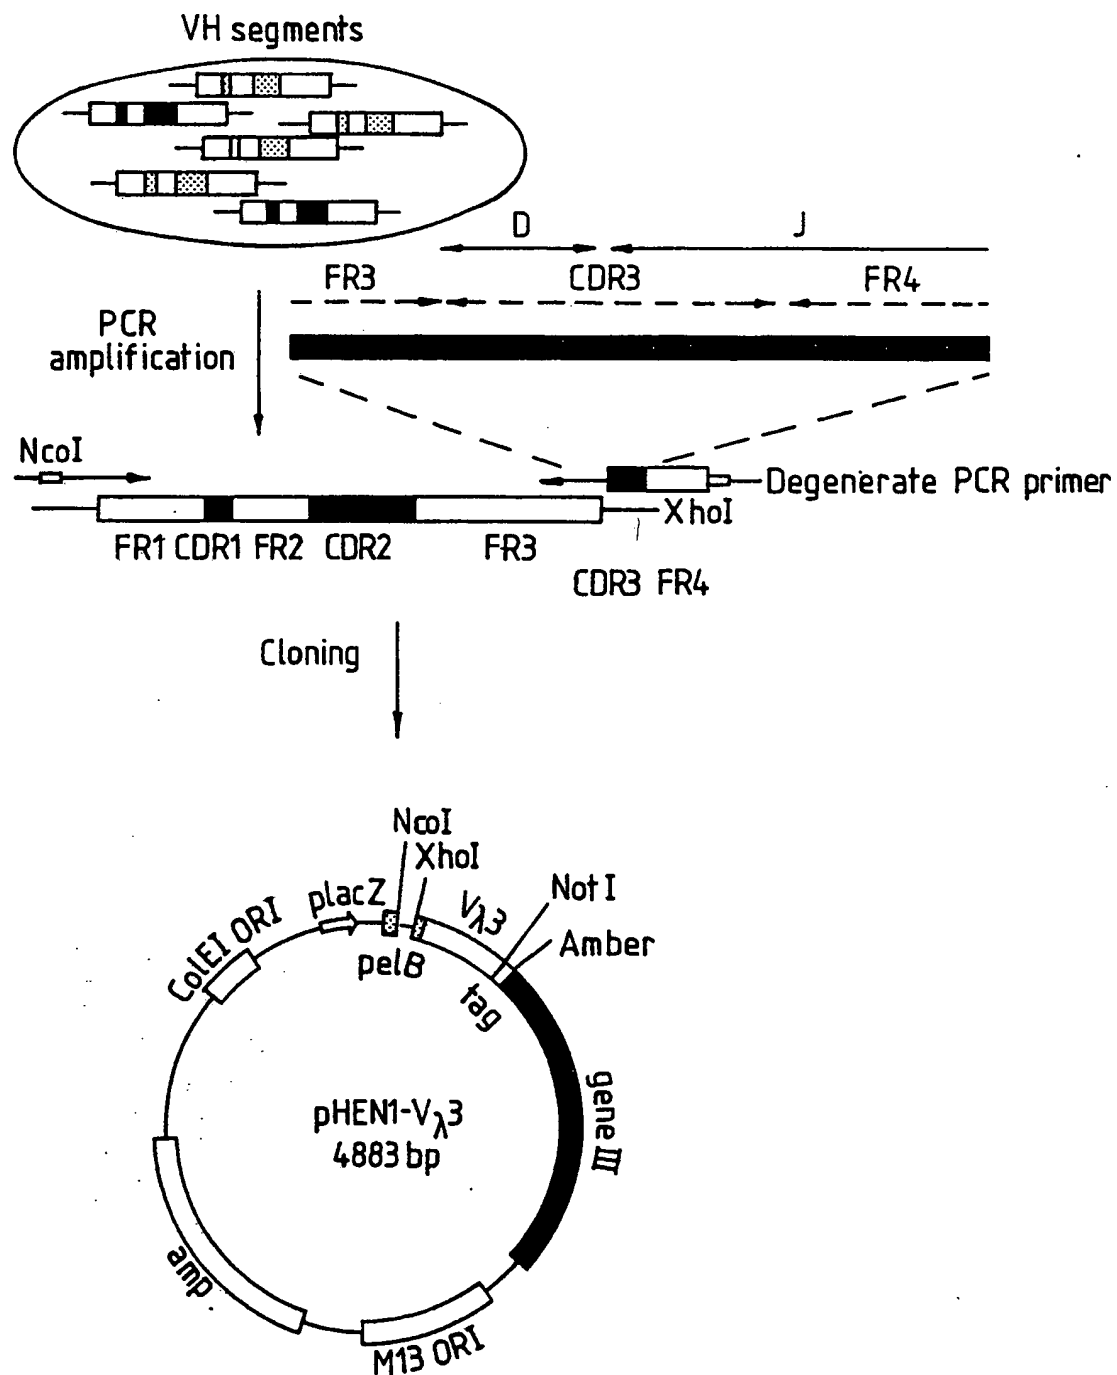 VH segments
D
J
FR3
CDR3
FR4
PCR
amplification
NcoI
Degenerate PCR primer
XhoI
FR1 CDR1 FR2 CDR2 FR3
CDR3 FR4
Cloning
NcoI
XhoI
placZ
Vλ3
Not I
Amber
ColEI ORI
pelB
tag
gene III
pHEN1-Vλ3
4883 bp
amp
M13 ORI